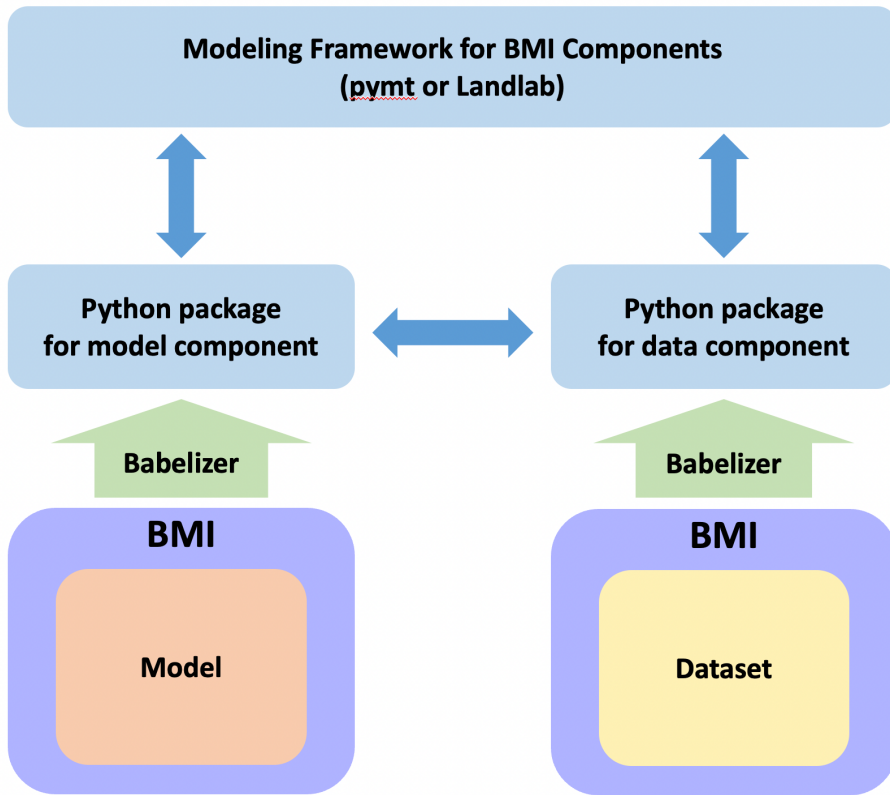 Modeling Framework for BMI Components
(pymt or Landlab)
Python package
for model component
Python package
for data component
Babelizer
Babelizer
BMI
BMI
Model
Dataset